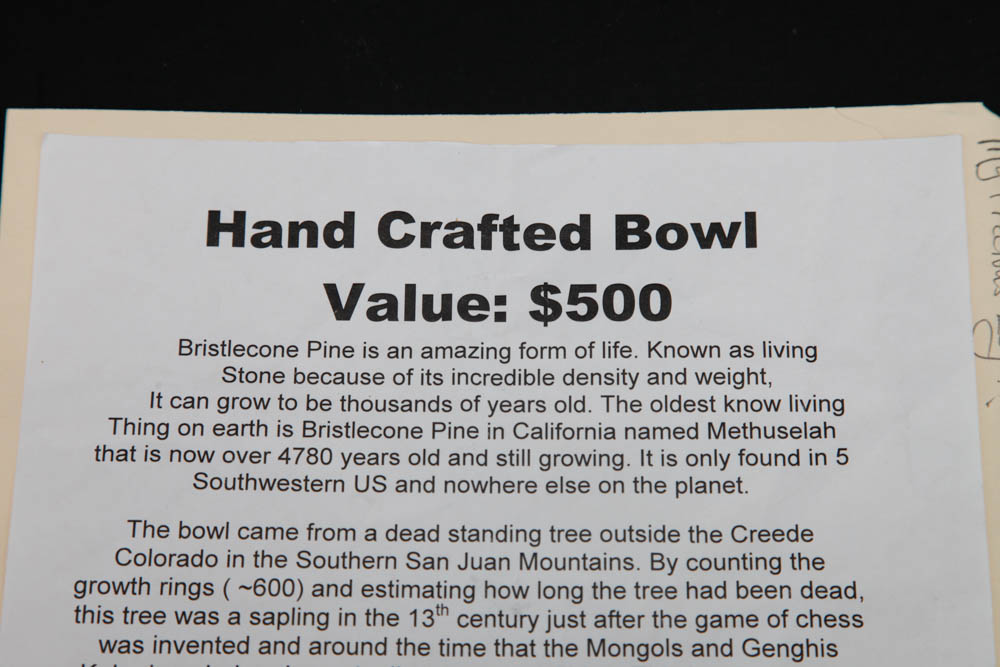 Hand Crafted Bowl
Value: $500
Bristlecone Pine is an amazing form of life. Known as living
Stone because of its incredible density and weight,
It can grow to be thousands of years old. The oldest know living
Thing on earth is Bristlecone Pine in California named Methuselah
that is now over 4780 years old and still growing. It is only found in 5
Southwestern US and nowhere else on the planet.
The bowl came from a dead standing tree outside the Creede
Colorado in the Southern San Juan Mountains. By counting the
growth rings ( ~600) and estimating how long the tree had been dead,
this tree was a sapling in the 13th century just after the game of chess
was invented and around the time that the Mongols and Genghis